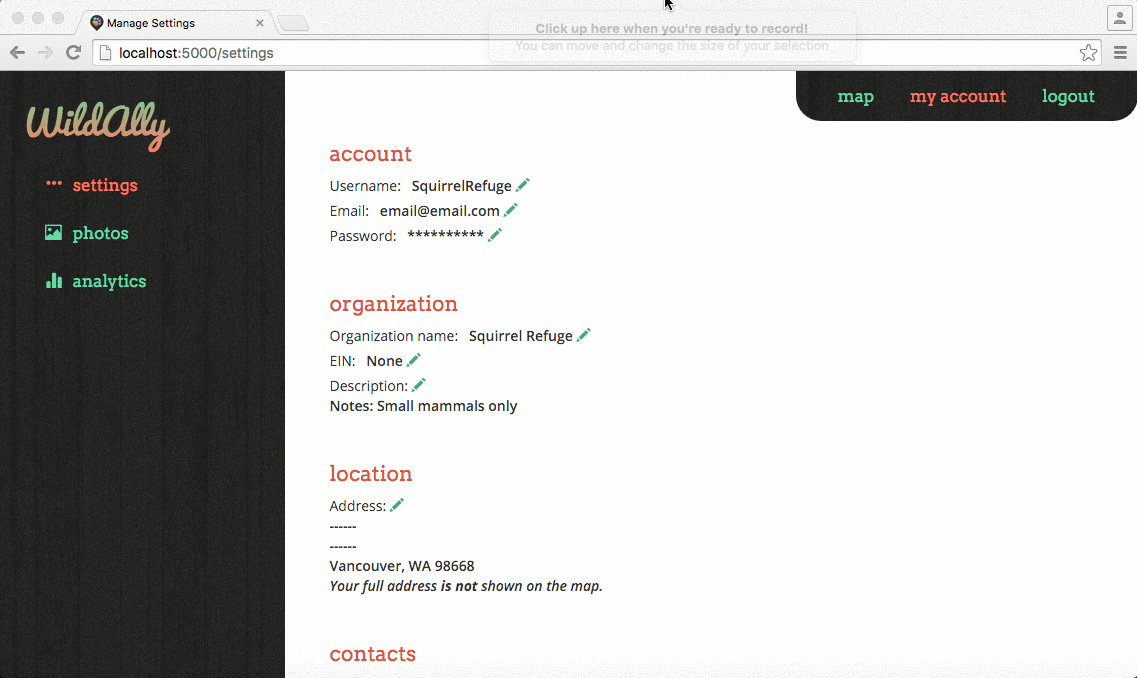 Manage Settings
Click up here when you're ready to record!
You can move and change the size of your selection
localhost:5000/settings
WildAlly
map my account logout
settings
photos
analytics
account
Username: SquirrelRefuge
Email: email@email.com
Password: **********
organization
Organization name: Squirrel Refuge
EIN: None
Description:
Notes: Small mammals only
location
Address:
------
------
Vancouver, WA 98668
Your full address is not shown on the map.
contacts